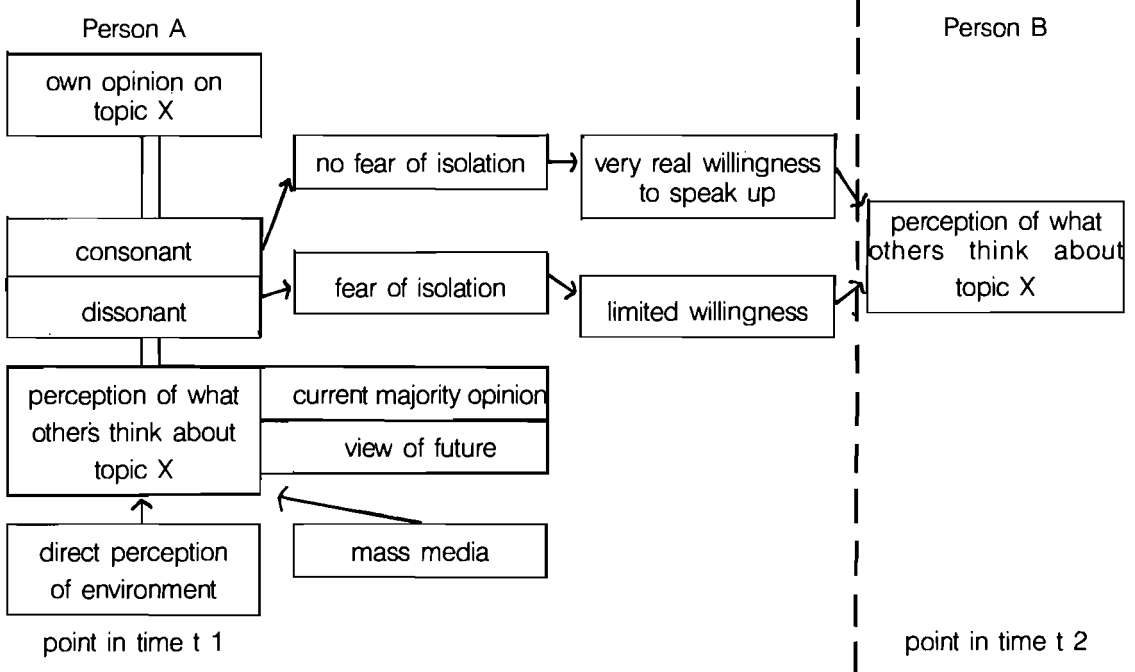 Person A
Person B
own opinion on
topic X
no fear of isolation
very real willingness
to speak up
perception of what
others think about
topic X
consonant
dissonant
fear of isolation
limited willingness
perception of what
others think about
topic X
current majority opinion
view of future
direct perception
of environment
mass media
point in time t 1
point in time t 2